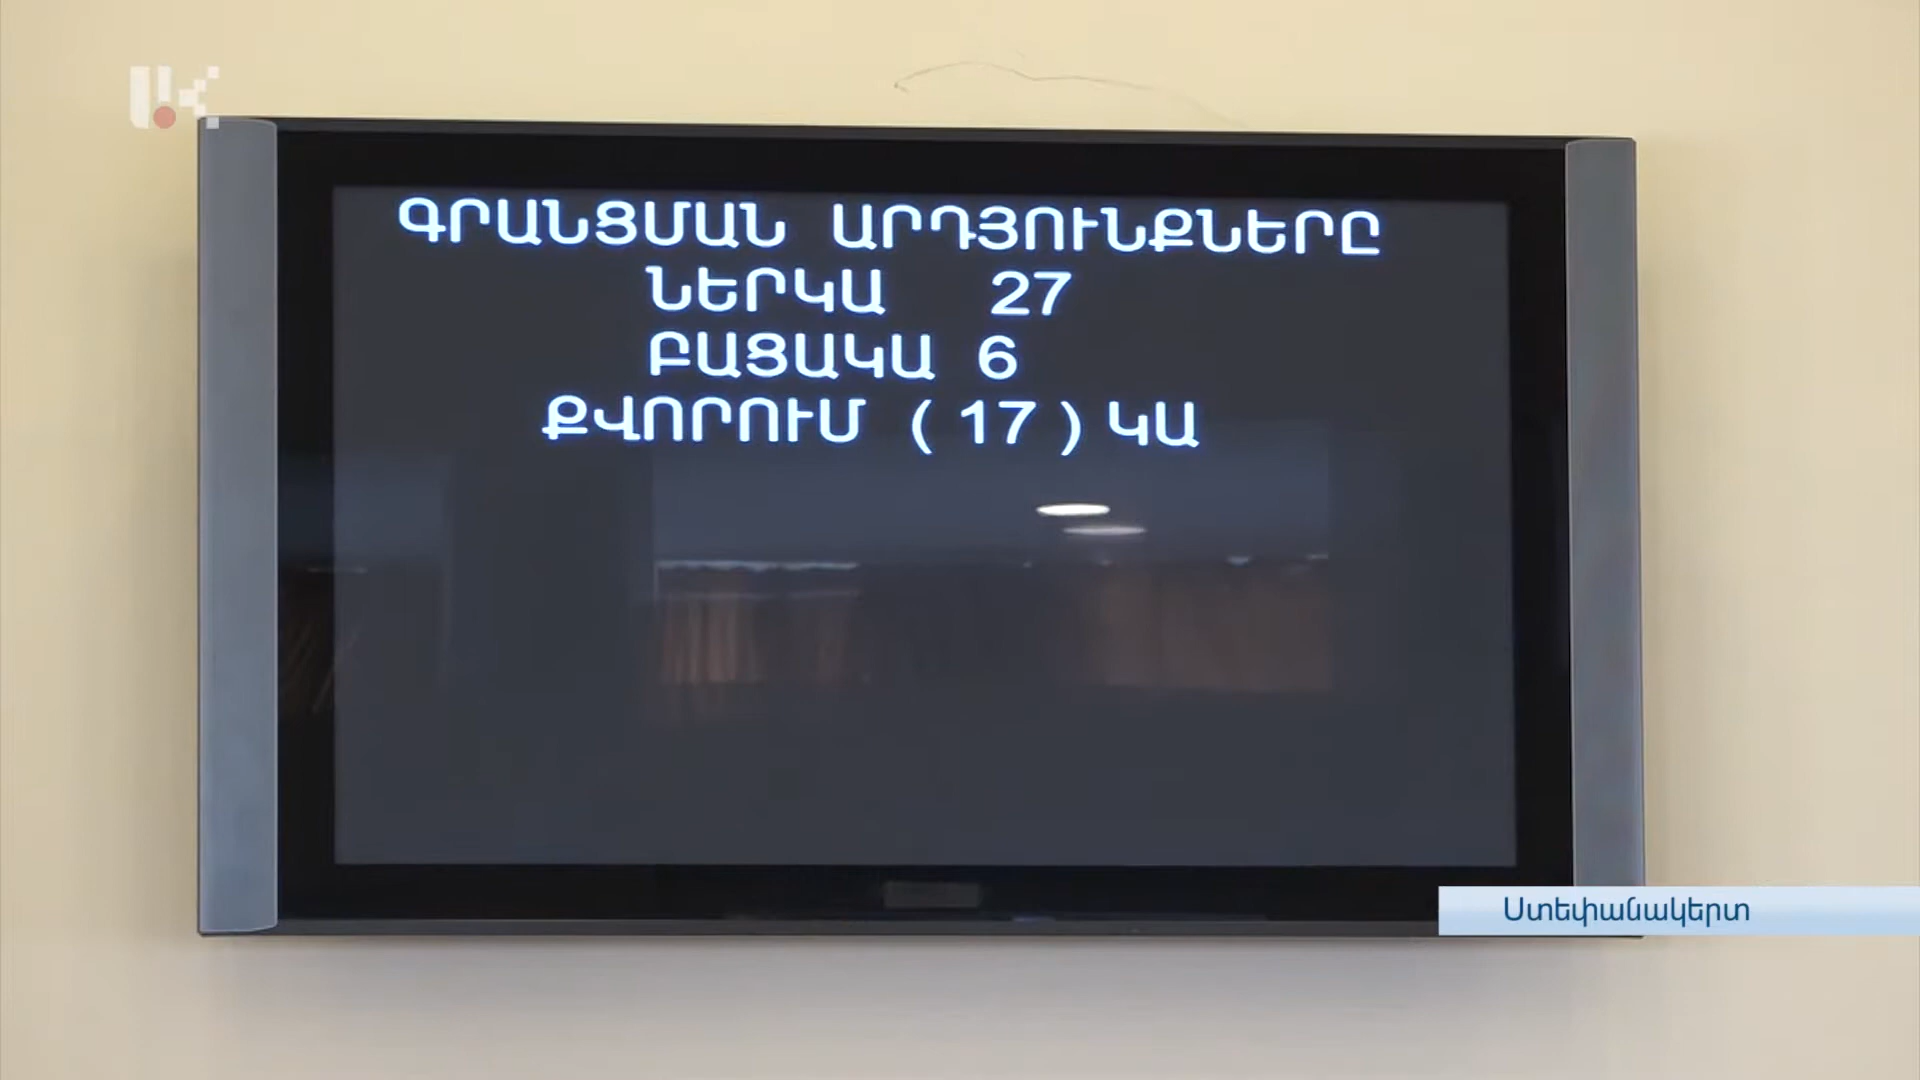 ԳՐԱՆՑՄԱՆ ԱՐԴՅՈՒՆՔՆԵՐԸ
ՆԵՐԿԱ 27
ԲԱՑԱԿԱ 6
ՔՎՈՐՈՒՄ ( 17 ) ԿԱ
Ստեփանակերտ